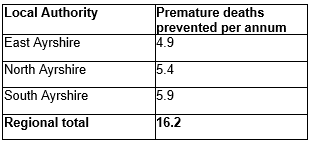 Local Authority Premature deaths
prevented per annum
East Ayrshire 4.9
North Ayrshire 5.4
South Ayrshire 5.9
Regional total 16.2